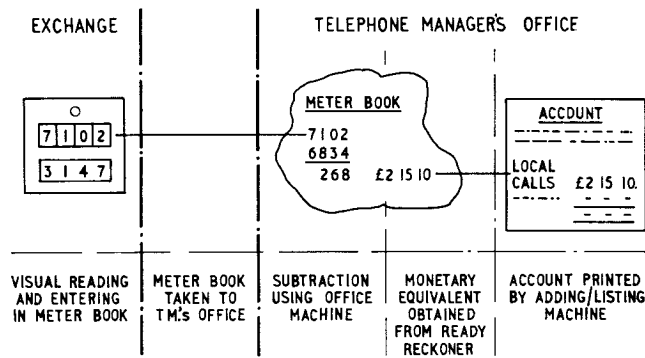 EXCHANGE
TELEPHONE MANAGER'S OFFICE
7102
3147
METER BOOK
7102
6834
268 £2 15 10
ACCOUNT
LOCAL
CALLS £2 15 10.
VISUAL READING
AND ENTERING
IN METER BOOK
METER BOOK
TAKEN TO
T.M.'s OFFICE
SUBTRACTION
USING OFFICE
MACHINE
MONETARY
EQUIVALENT
OBTAINED
FROM READY
RECKONER
ACCOUNT PRINTED
BY ADDING/LISTING
MACHINE